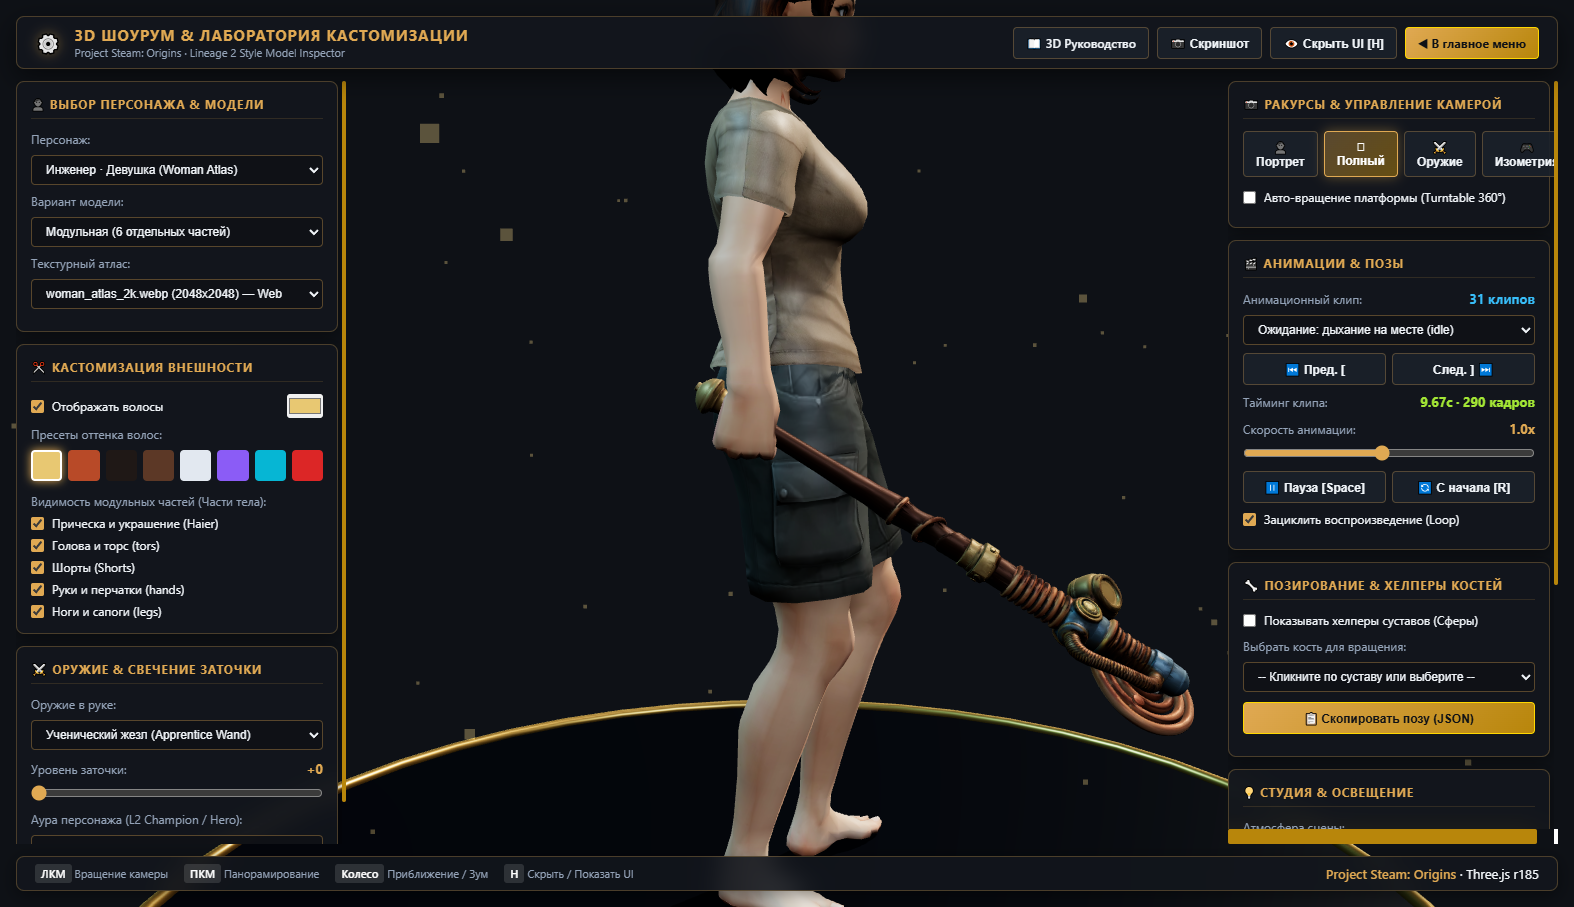 3D ШОУРУМ & ЛАБОРАТОРИЯ КАСТОМИЗАЦИИ
Project Steam: Origins · Lineage 2 Style Model Inspector
3D Руководство
Скриншот
Скрыть UI [H]
В главное меню
ВЫБОР ПЕРСОНАЖА & МОДЕЛИ
Персонаж:
Инженер - Девушка (Woman Atlas)
Вариант модели:
Модульная (6 отдельных частей)
Текстурный атлас:
woman_atlas_2k.webp (2048x2048) — Web
КАСТОМИЗАЦИЯ ВНЕШНОСТИ
Отображать волосы
Пресеты оттенка волос:
Видимость модульных частей (Части тела):
Прическа и украшение (Haier)
Голова и торс (tors)
Шорты (Shorts)
Руки и перчатки (hands)
Ноги и сапоги (legs)
ОРУЖИЕ & СВЕЧЕНИЕ ЗАТОЧКИ
Оружие в руке:
Ученический жезл (Apprentice Wand)
Уровень заточки: +0
Аура персонажа (L2 Champion / Hero):
РАКУРСЫ & УПРАВЛЕНИЕ КАМЕРОЙ
Портрет
Полный
Оружие
Изометрия
Авто-вращение платформы (Turntable 360°)
АНИМАЦИИ & ПОЗЫ
Анимационный клип: 31 клипов
Ожидание: дыхание на месте (idle)
Пред. [
След. ]
Тайминг клипа: 9.67с · 290 кадров
Скорость анимации: 1.0x
Пауза [Space]
С начала [R]
Зациклить воспроизведение (Loop)
ПОЗИРОВАНИЕ & ХЕЛПЕРЫ КОСТЕЙ
Показывать хелперы суставов (Сферы)
Выбрать кость для вращения:
-- Кликните по суставу или выберите --
Скопировать позу (JSON)
СТУДИЯ & ОСВЕЩЕНИЕ
Атмосфера сцены:
ЛКМ Вращение камеры
ПКМ Панорамирование
Колесо Приближение / Зум
H Скрыть / Показать UI
Project Steam: Origins · Three.js r185